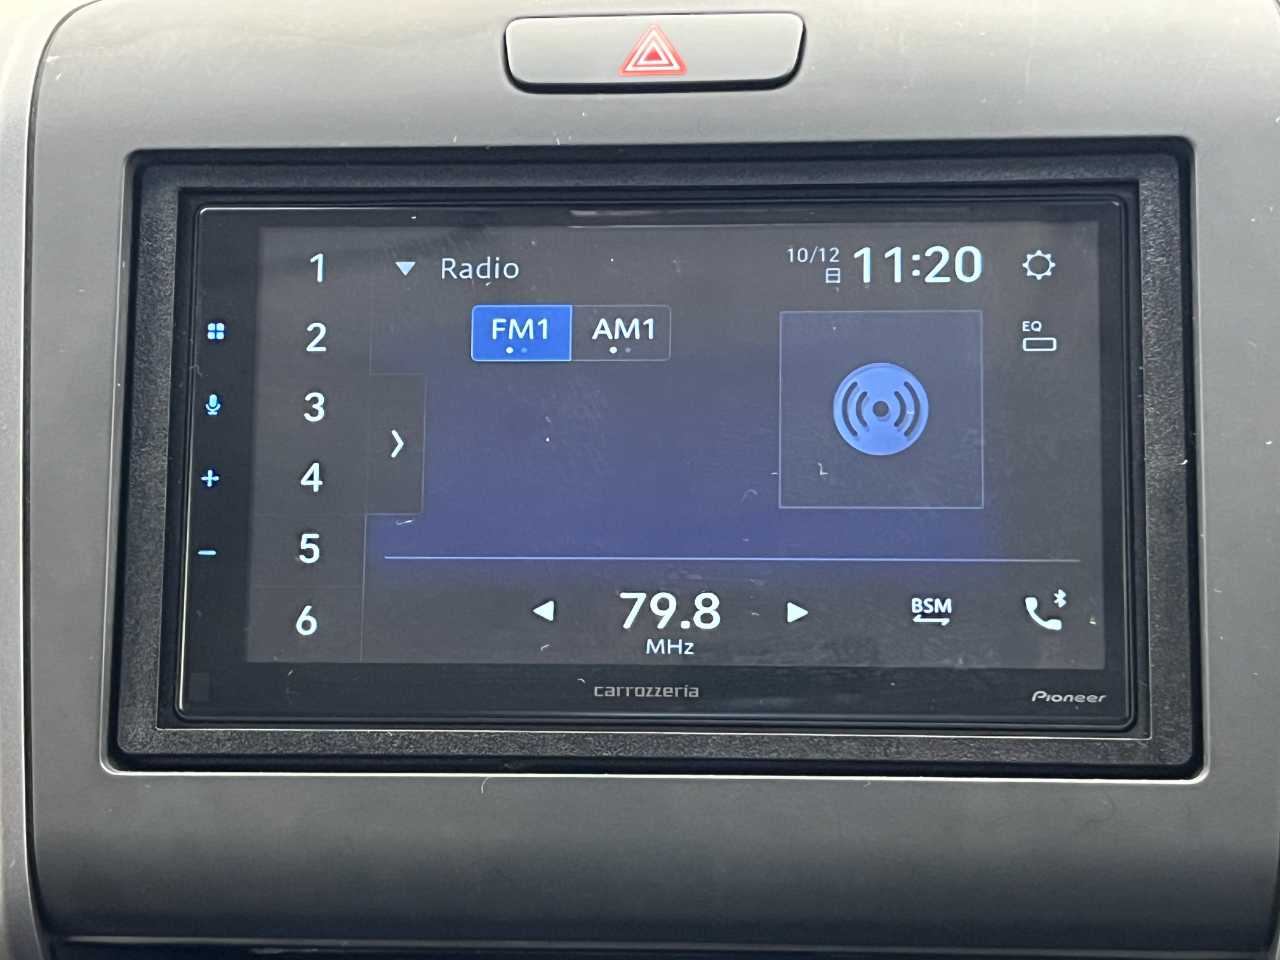 1
2
3
4
5
6
Radio
10/12
日
11:20
FM1
AM1
EQ
79.8
MHz
BSM
carrozzeria
Pioneer